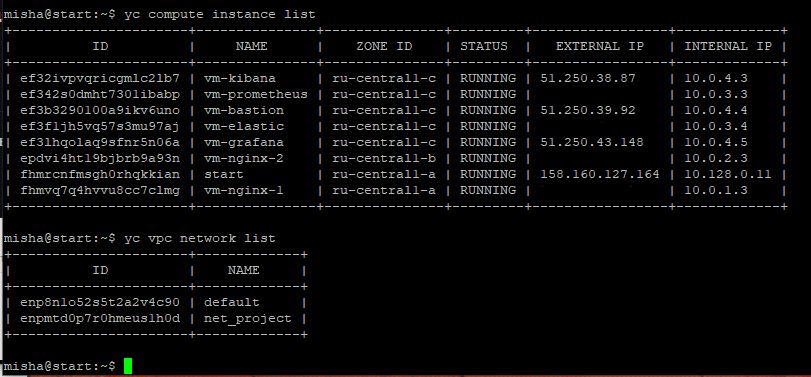 misha@start:~$ yc compute instance list
+----------------------+---------------+---------------+---------+-----------------+-------------+
|          ID          |     NAME      |    ZONE ID    | STATUS  |   EXTERNAL IP   | INTERNAL IP |
+----------------------+---------------+---------------+---------+-----------------+-------------+
| ef32ivpvqricgmlc2lb7 | vm-kibana     | ru-central1-c | RUNNING | 51.250.38.87    | 10.0.4.3    |
| ef342s0dmht730libabp | vm-prometheus | ru-central1-c | RUNNING |                 | 10.0.3.3    |
| ef3b3290l00a9ikv6uno | vm-bastion    | ru-central1-c | RUNNING | 51.250.39.92    | 10.0.4.4    |
| ef3fljh5vq57s3mu97aj | vm-elastic    | ru-central1-c | RUNNING |                 | 10.0.3.4    |
| ef3lhqolaq9sfnr5n06a | vm-grafana    | ru-central1-c | RUNNING | 51.250.43.148   | 10.0.4.5    |
| epdvi4htl9bjbrb9a93n | vm-nginx-2    | ru-central1-b | RUNNING |                 | 10.0.2.3    |
| fhmrcnfmsgh0rhqkkian | start         | ru-central1-a | RUNNING | 158.160.127.164 | 10.128.0.11 |
| fhmvq7q4hvvu8cc7clmg | vm-nginx-1    | ru-central1-a | RUNNING |                 | 10.0.1.3    |
+----------------------+---------------+---------------+---------+-----------------+-------------+
misha@start:~$ yc vpc network list
+----------------------+-------------+
|          ID          |    NAME     |
+----------------------+-------------+
| enp8nlo52s5t2a2v4c90 | default     |
| enpmtd0p7r0hmeuslh0d | net_project |
+----------------------+-------------+
misha@start:~$